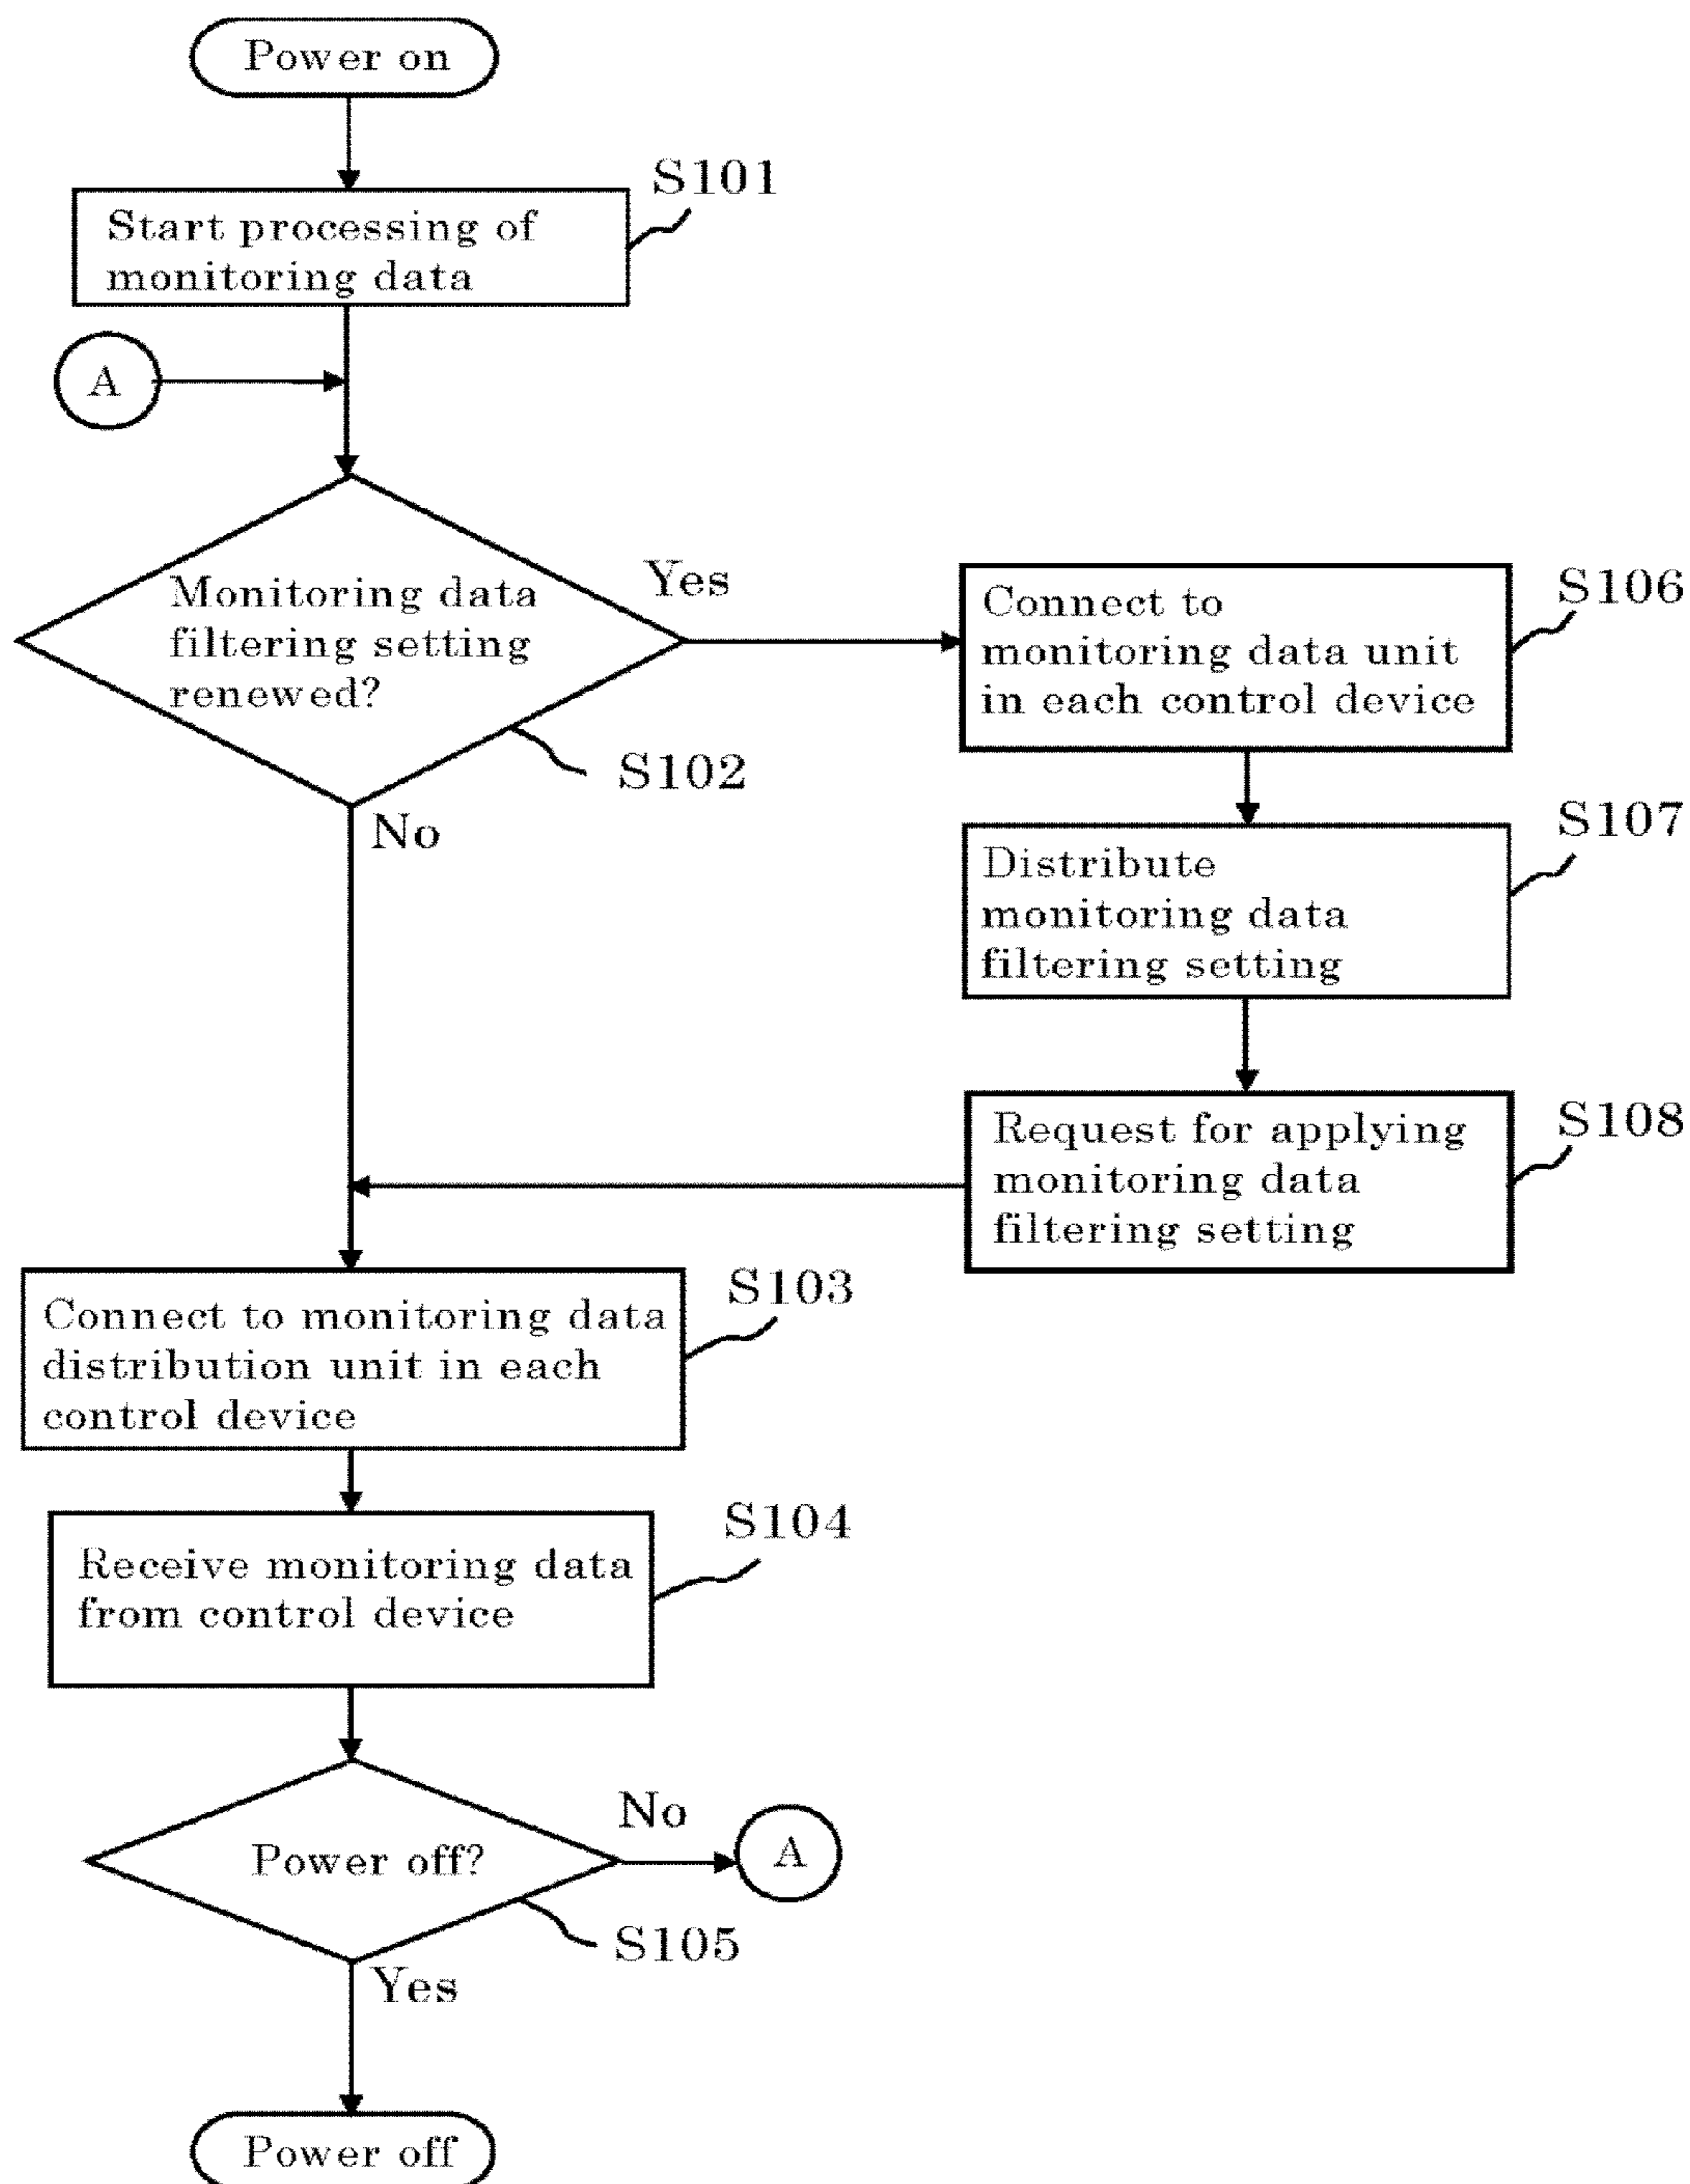 Power on
S101
Start processing of
monitoring data
A
Monitoring data
filtering setting
renewed?
Yes
S102
No
S106
Connect to
monitoring data unit
in each control device
S107
Distribute
monitoring data
filtering setting
S108
Request for applying
monitoring data
filtering setting
S103
Connect to monitoring data
distribution unit in each
control device
S104
Receive monitoring data
from control device
Power off?
No
A
S105
Yes
Power off